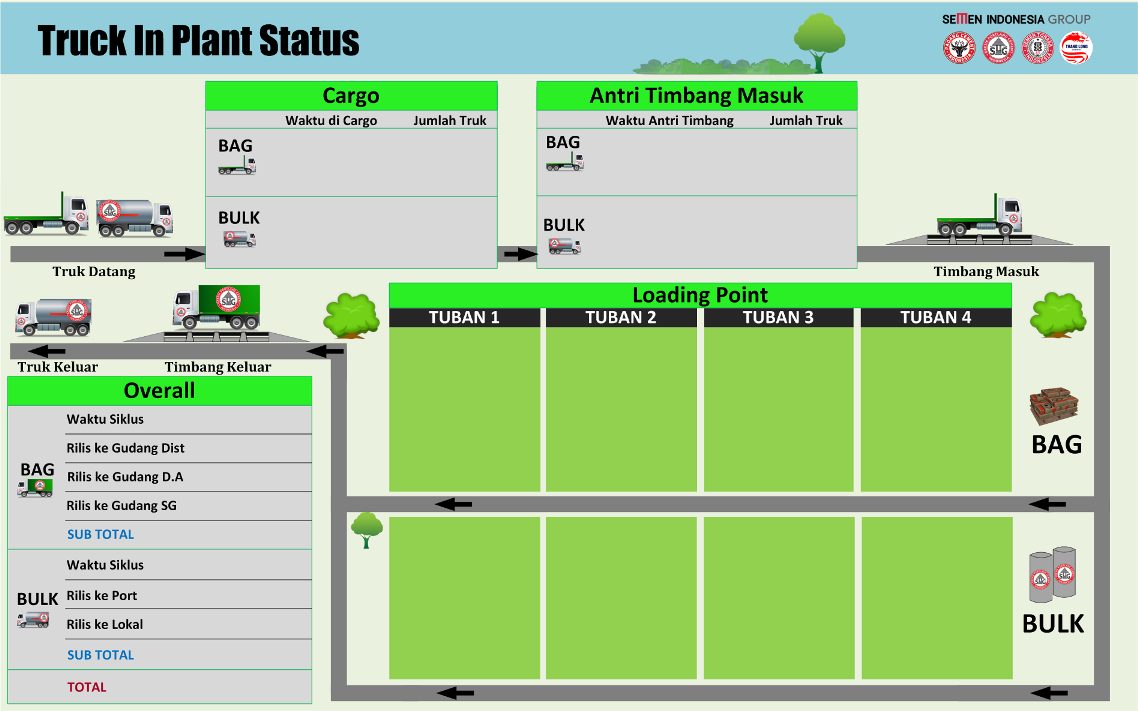 Truck In Plant Status
SEMEN INDONESIA GROUP
Cargo
Waktu di Cargo Jumlah Truk
BAG
BULK
Antri Timbang Masuk
Waktu Antri Timbang Jumlah Truk
BAG
BULK
Truk Datang
Timbang Masuk
Truk Keluar
Timbang Keluar
Loading Point
TUBAN 1 TUBAN 2 TUBAN 3 TUBAN 4
BAG
BULK
Overall
BAG
Waktu Siklus
Rilis ke Gudang Dist
Rilis ke Gudang D.A
Rilis ke Gudang SG
SUB TOTAL
BULK
Waktu Siklus
Rilis ke Port
Rilis ke Lokal
SUB TOTAL
TOTAL